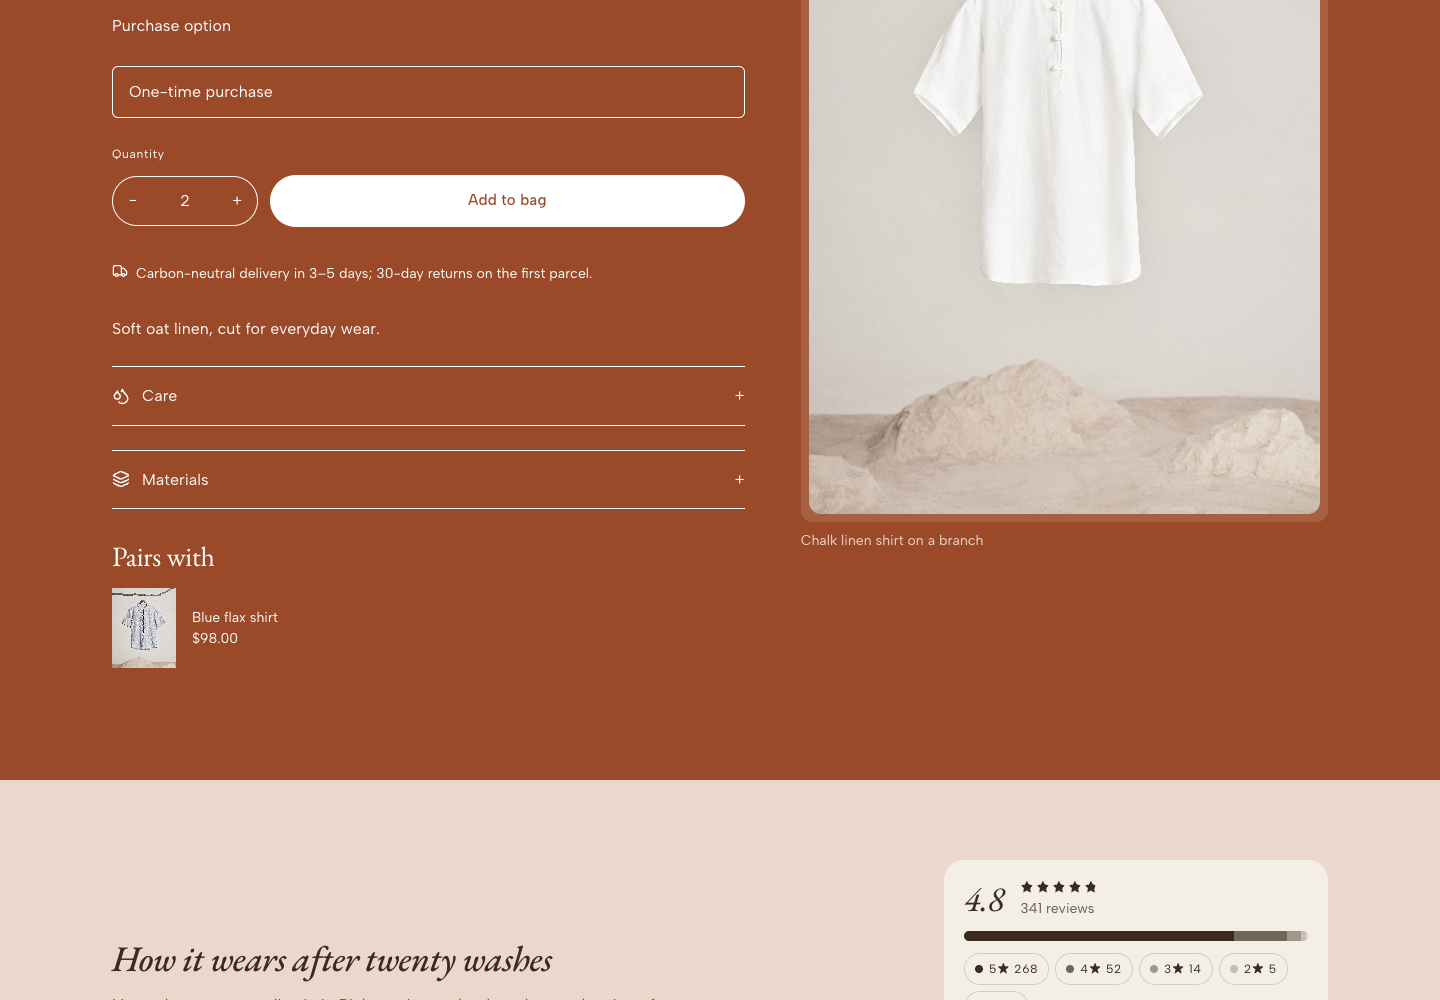 Purchase option
One-time purchase
Quantity
- 2 +
Add to bag
Carbon-neutral delivery in 3–5 days; 30-day returns on the first parcel.
Soft oat linen, cut for everyday wear.
Care +
Materials +
Pairs with
Blue flax shirt
$98.00
Chalk linen shirt on a branch
4.8
341 reviews
5★ 268
4★ 52
3★ 14
2★ 5
How it wears after twenty washes